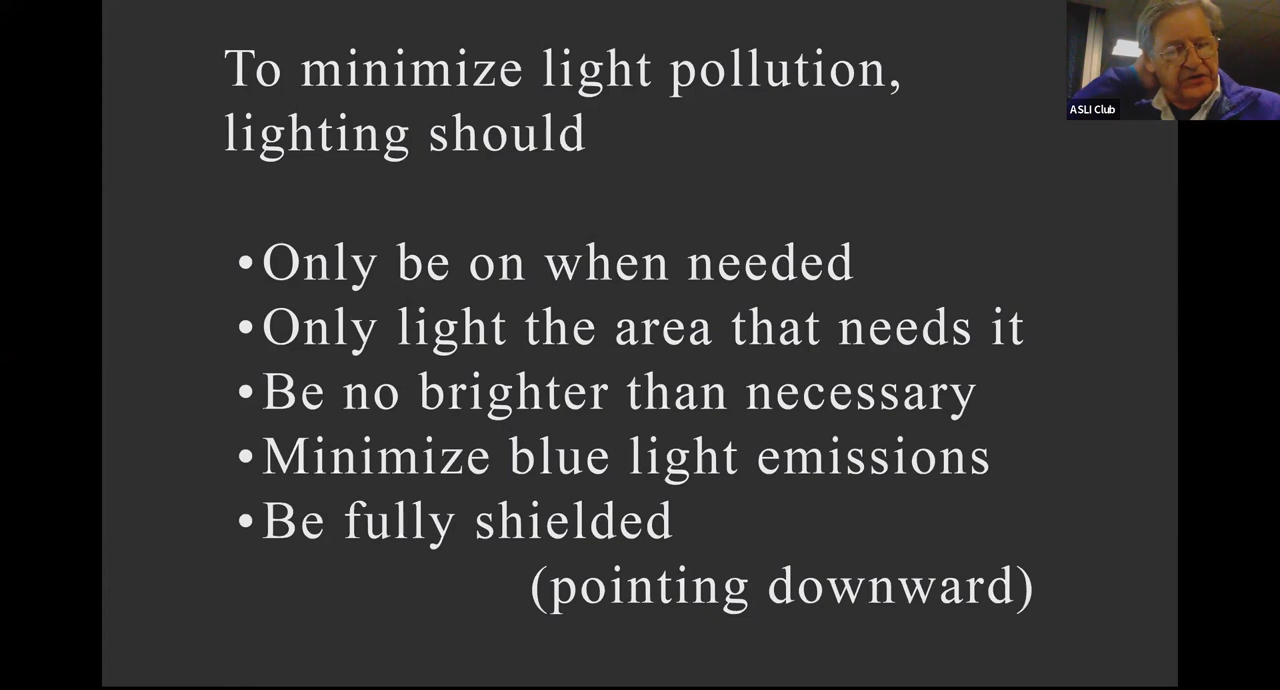 To minimize light pollution,
lighting should
•Only be on when needed
•Only light the area that needs it
•Be no brighter than necessary
•Minimize blue light emissions
•Be fully shielded
(pointing downward)
ASLI Club